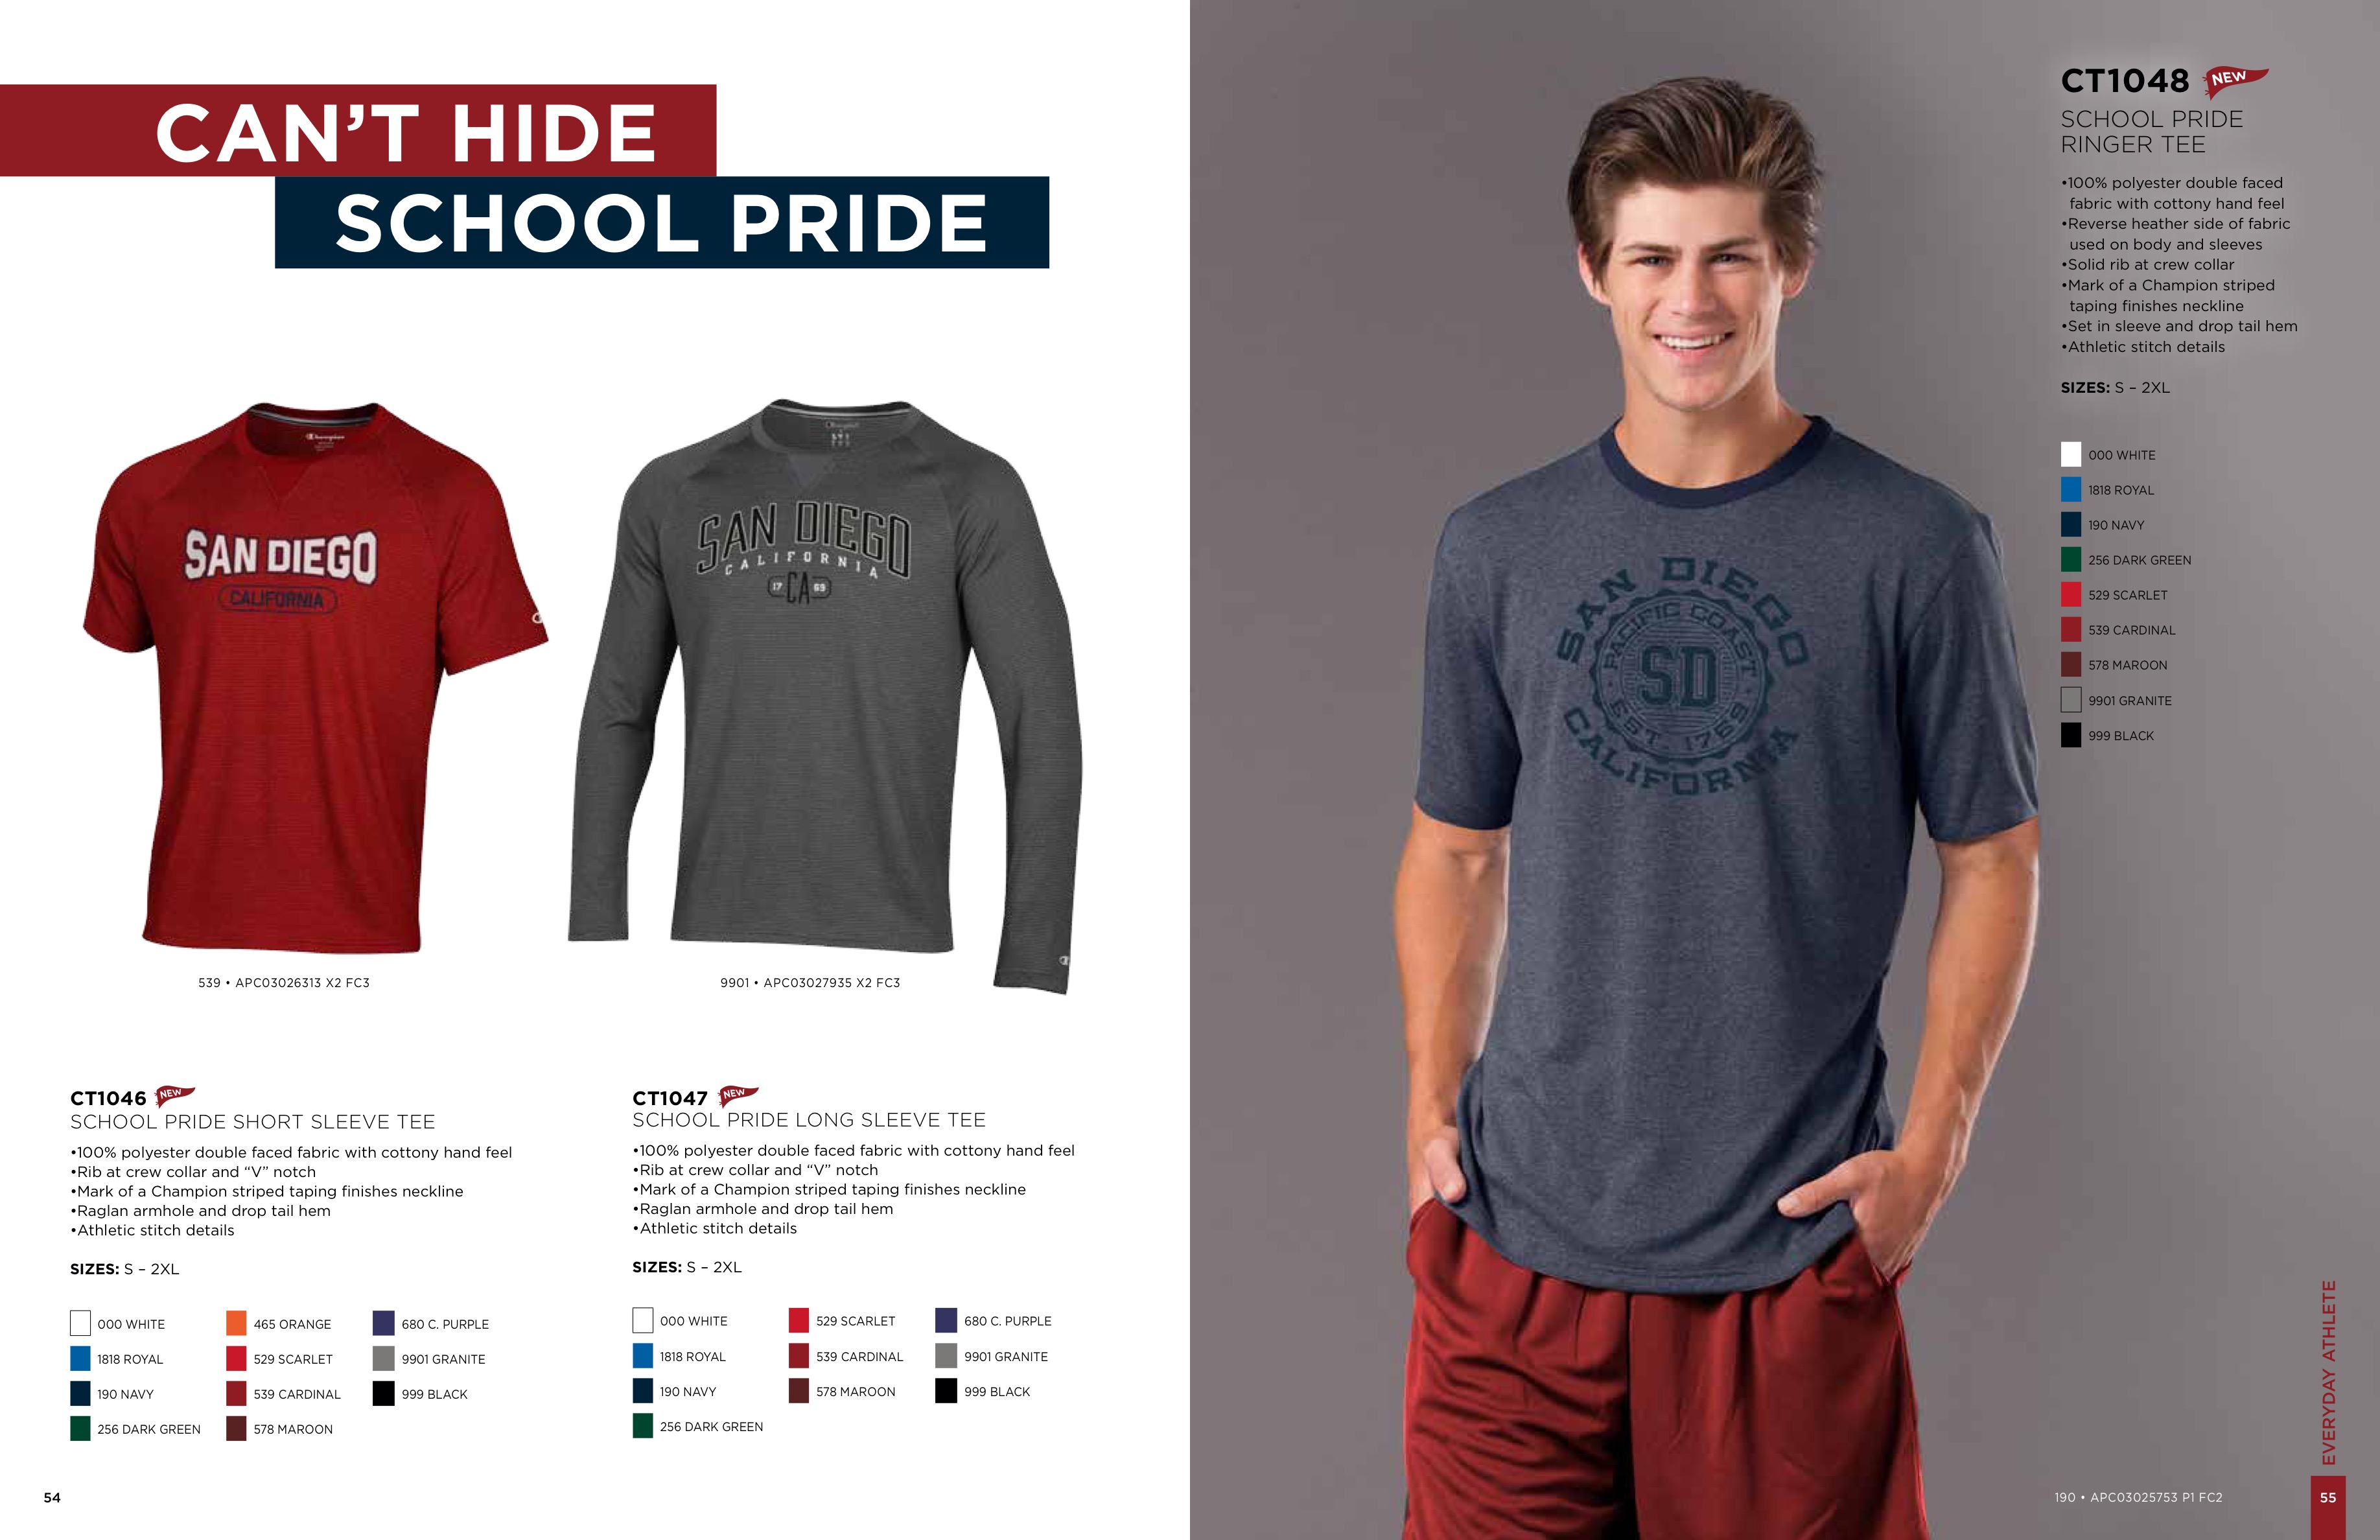 CAN’T HIDE
SCHOOL PRIDE
Champion
SAN DIEGO
CALIFORNIA
Champion
SAN DIEGO
CALIFORNIA
17 CA 69
539 • APC03026313 X2 FC3
9901 • APC03027935 X2 FC3
CT1046 NEW
SCHOOL PRIDE SHORT SLEEVE TEE
•100% polyester double faced fabric with cottony hand feel
•Rib at crew collar and “V” notch
•Mark of a Champion striped taping finishes neckline
•Raglan armhole and drop tail hem
•Athletic stitch details
SIZES: S – 2XL
000 WHITE
1818 ROYAL
190 NAVY
256 DARK GREEN
465 ORANGE
529 SCARLET
539 CARDINAL
578 MAROON
680 C. PURPLE
9901 GRANITE
999 BLACK
CT1047 NEW
SCHOOL PRIDE LONG SLEEVE TEE
•100% polyester double faced fabric with cottony hand feel
•Rib at crew collar and “V” notch
•Mark of a Champion striped taping finishes neckline
•Raglan armhole and drop tail hem
•Athletic stitch details
SIZES: S – 2XL
000 WHITE
1818 ROYAL
190 NAVY
256 DARK GREEN
529 SCARLET
539 CARDINAL
578 MAROON
680 C. PURPLE
9901 GRANITE
999 BLACK
54
SAN DIEGO
PACIFIC COAST
SD
EST. 1769
CALIFORNIA
CT1048 NEW
SCHOOL PRIDE
RINGER TEE
•100% polyester double faced
fabric with cottony hand feel
•Reverse heather side of fabric
used on body and sleeves
•Solid rib at crew collar
•Mark of a Champion striped
taping finishes neckline
•Set in sleeve and drop tail hem
•Athletic stitch details
SIZES: S – 2XL
000 WHITE
1818 ROYAL
190 NAVY
256 DARK GREEN
529 SCARLET
539 CARDINAL
578 MAROON
9901 GRANITE
999 BLACK
EVERYDAY ATHLETE
190 • APC03025753 P1 FC2
55